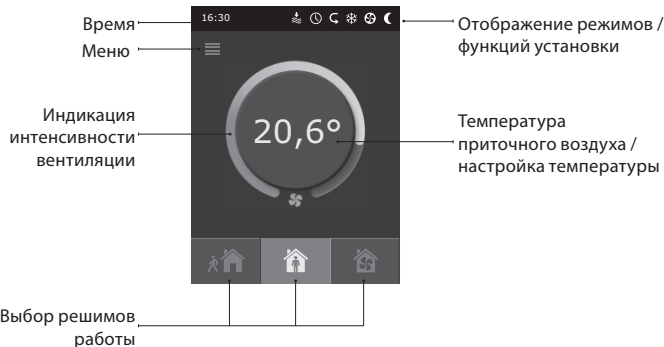 Время
Меню
Индикация
интенсивности
вентиляции
Выбор решимов
работы
16:30
20,6°
Отображение режимов /
функций установки
Температура
приточного воздуха /
настройка температуры